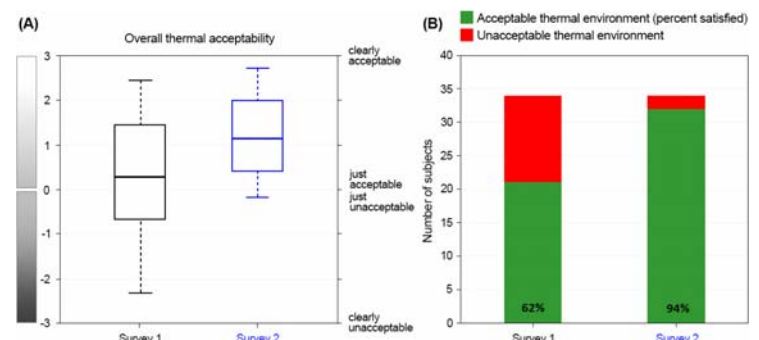 (A)
Overall thermal acceptability
3
2
1
0
-1
-2
-3
clearly
acceptable
just
acceptable
just
unacceptable
clearly
unacceptable
Survey 1
Survey 2
(B)
Acceptable thermal environment (percent satisfied)
Unacceptable thermal environment
Number of subjects
40
35
30
25
20
15
10
5
0
62%
94%
Survey 1
Survey 2